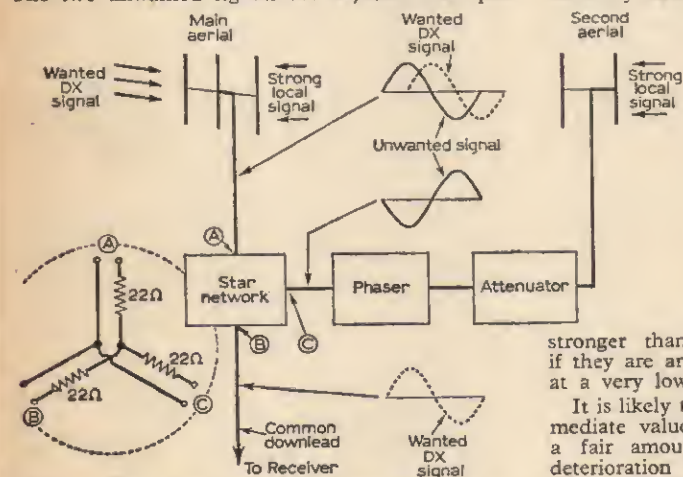 Main
aerial
Wanted
DX
signal
Strong
local
signal
Wanted
DX
signal
Unwanted signal
Second
aerial
Strong
local
signal
A
22Ω
22Ω
22Ω
B
C
A
Star
network
B
C
Phaser
Attenuator
Common
downlead
To Receiver
Wanted
DX
signal
stronger than
if they are ar
at a very low
It is likely
mediate value
a fair amou
deterioration